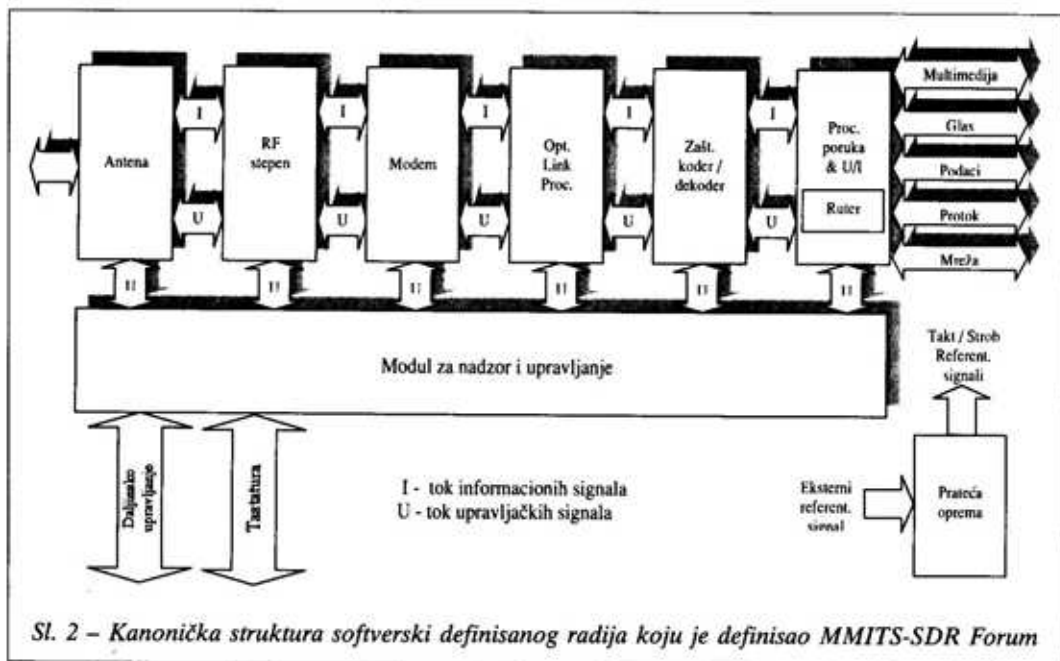 Antena
RF
stepen
Modem
Opt.
Link
Proc.
Zašt.
koder /
dekoder
Proc.
poruka
& U/I
Ruter
I
I
I
I
I
U
U
U
U
U
Multimedija
Glas
Podaci
Protok
Mreža
U
U
U
U
U
U
Modul za nadzor i upravljanje
Takt / Strob
Referent.
signali
Daljinsko
upravljanje
Tastatura
I - tok informacionih signala
U - tok upravljačkih signala
Eksterni
referent.
signal
Prateća
oprema
Sl. 2 – Kanonička struktura softverski definisanog radija koju je definisao MMITS-SDR Forum